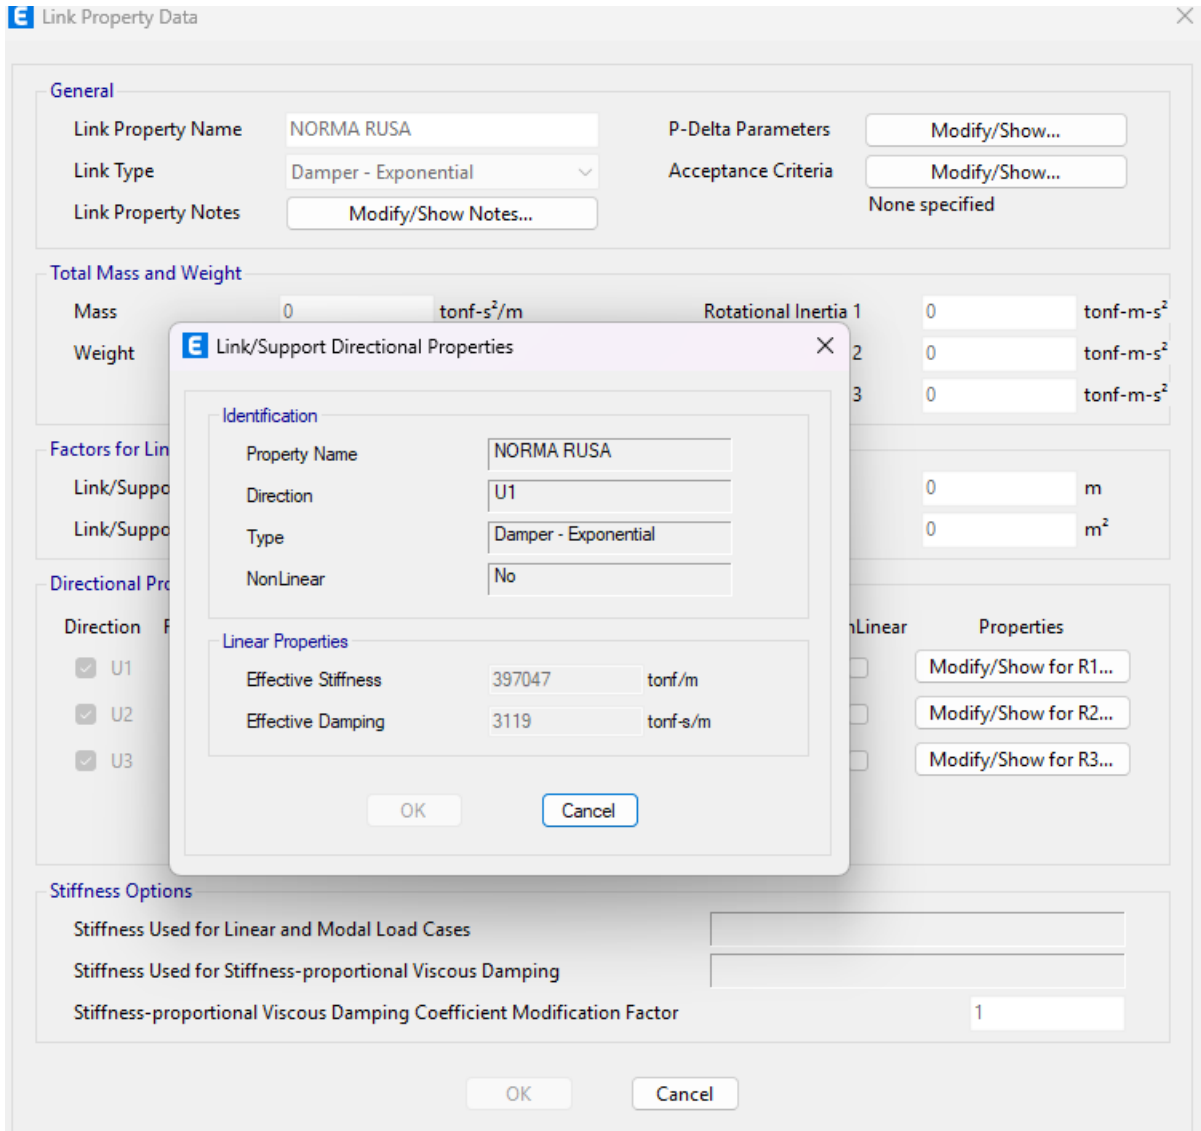 E Link Property Data
General
Link Property Name NORMA RUSA P-Delta Parameters Modify/Show...
Link Type Damper - Exponential Acceptance Criteria Modify/Show...
Link Property Notes Modify/Show Notes... None specified
Total Mass and Weight
Mass 0 tonf-s²/m Rotational Inertia 1 0 tonf-m-s²
Weight 2 0 tonf-m-s²
3 0 tonf-m-s²
E Link/Support Directional Properties
Identification
Property Name NORMA RUSA
Direction U1
Type Damper - Exponential
NonLinear No
Linear Properties
Effective Stiffness 397047 tonf/m
Effective Damping 3119 tonf-s/m
OK Cancel
Factors for Lin
Link/Suppo 0 m
Link/Suppo 0 m²
Directional Pro
Direction F nLinear Properties
U1 Modify/Show for R1...
U2 Modify/Show for R2...
U3 Modify/Show for R3...
Stiffness Options
Stiffness Used for Linear and Modal Load Cases
Stiffness Used for Stiffness-proportional Viscous Damping
Stiffness-proportional Viscous Damping Coefficient Modification Factor 1
OK Cancel